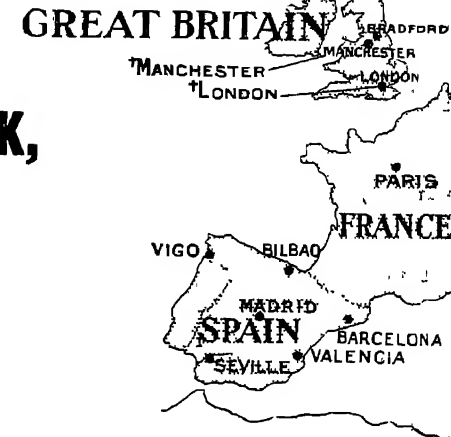 GREAT BRITAIN
BRADFORD
MANCHESTER
†MANCHESTER
LONDON
†LONDON
K,
PARIS
FRANCE
VIGO
BILBAO
MADRID
SPAIN
BARCELONA
VALENCIA
SEVILLE